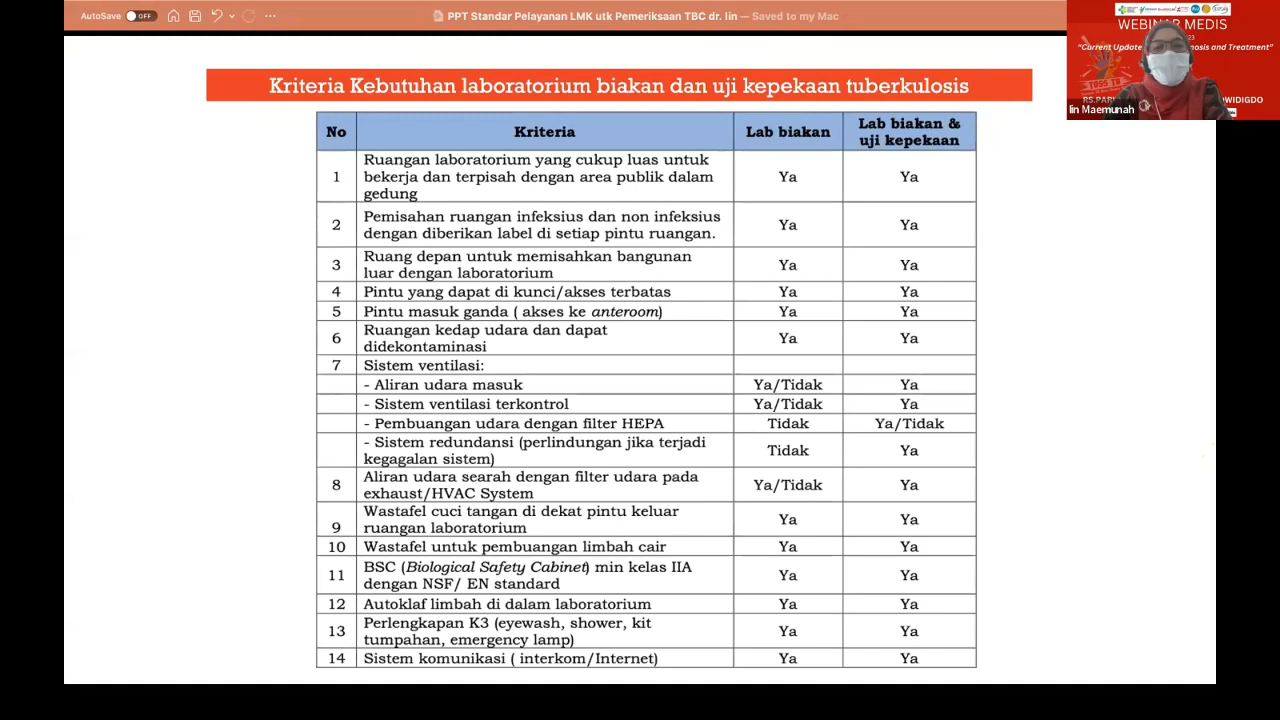 AutoSave OFF
PPT Standar Pelayanan LMK utk Pemeriksaan TBC dr. Iin — Saved to my Mac
WEBINAR MEDIS
Iin Maemunah
Kriteria Kebutuhan laboratorium biakan dan uji kepekaan tuberkulosis
No Kriteria Lab biakan Lab biakan &
uji kepekaan
1 Ruangan laboratorium yang cukup luas untuk
bekerja dan terpisah dengan area publik dalam
gedung Ya Ya
2 Pemisahan ruangan infeksius dan non infeksius
dengan diberikan label di setiap pintu ruangan. Ya Ya
3 Ruang depan untuk memisahkan bangunan
luar dengan laboratorium Ya Ya
4 Pintu yang dapat di kunci/akses terbatas Ya Ya
5 Pintu masuk ganda ( akses ke anteroom) Ya Ya
6 Ruangan kedap udara dan dapat
didekontaminasi Ya Ya
7 Sistem ventilasi:
- Aliran udara masuk Ya/Tidak Ya
- Sistem ventilasi terkontrol Ya/Tidak Ya
- Pembuangan udara dengan filter HEPA Tidak Ya/Tidak
- Sistem redundansi (perlindungan jika terjadi
kegagalan sistem) Tidak Ya
8 Aliran udara searah dengan filter udara pada
exhaust/HVAC System Ya/Tidak Ya
9 Wastafel cuci tangan di dekat pintu keluar
ruangan laboratorium Ya Ya
10 Wastafel untuk pembuangan limbah cair Ya Ya
11 BSC (Biological Safety Cabinet) min kelas IIA
dengan NSF/ EN standard Ya Ya
12 Autoklaf limbah di dalam laboratorium Ya Ya
13 Perlengkapan K3 (eyewash, shower, kit
tumpahan, emergency lamp) Ya Ya
14 Sistem komunikasi ( interkom/Internet) Ya Ya